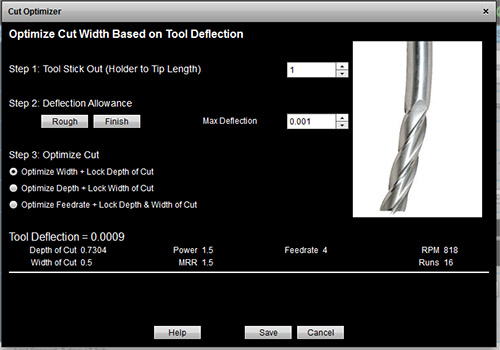 Cut Optimizer ×
Optimize Cut Width Based on Tool Deflection
Step 1: Tool Stick Out (Holder to Tip Length) 1
Step 2: Deflection Allowance
Rough Finish Max Deflection 0.001
Step 3: Optimize Cut
Optimize Width + Lock Depth of Cut
Optimize Depth + Lock Width of Cut
Optimize Feedrate + Lock Depth & Width of Cut
Tool Deflection = 0.0009
Depth of Cut 0.7304 Power 1.5 Feedrate 4 RPM 818
Width of Cut 0.5 MRR 1.5 Runs 16
Help Save Cancel